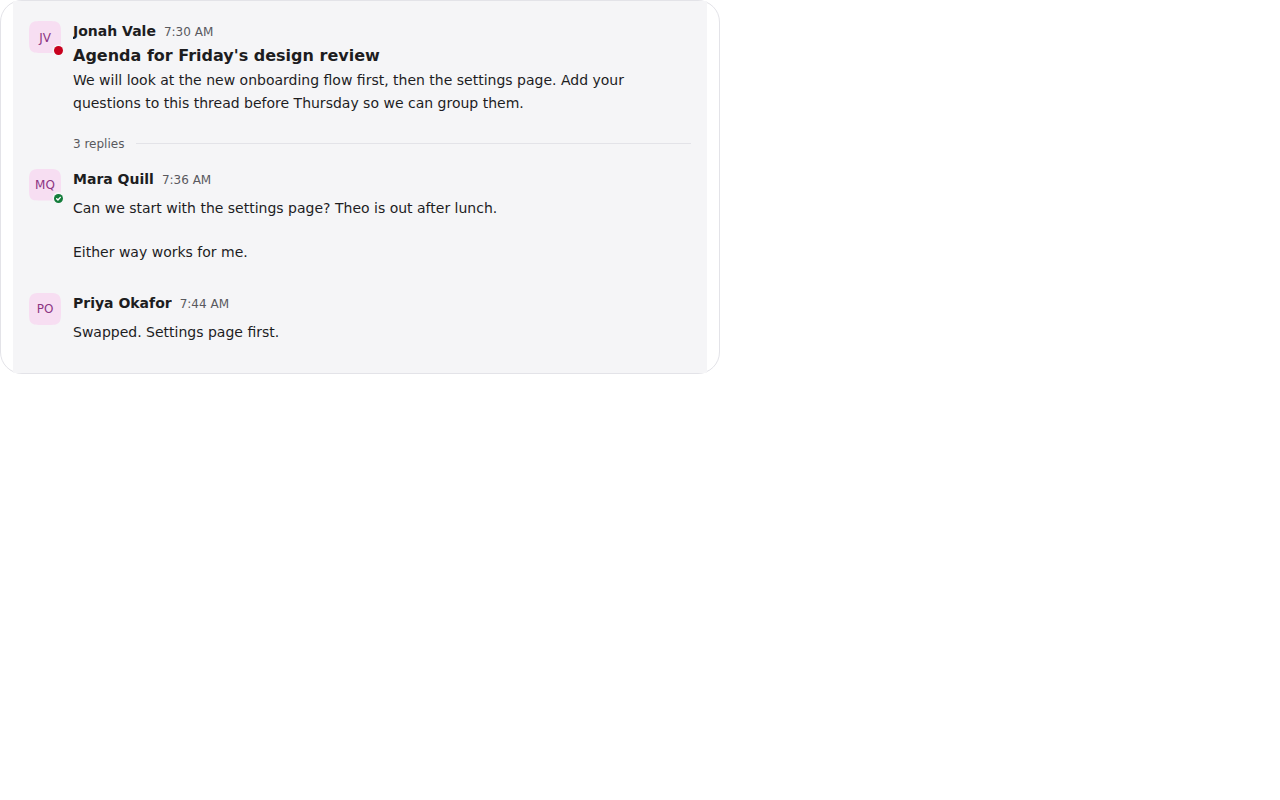 JV
Jonah Vale 7:30 AM
Agenda for Friday's design review
We will look at the new onboarding flow first, then the settings page. Add your
questions to this thread before Thursday so we can group them.
3 replies
MQ
Mara Quill 7:36 AM
Can we start with the settings page? Theo is out after lunch.
Either way works for me.
PO
Priya Okafor 7:44 AM
Swapped. Settings page first.